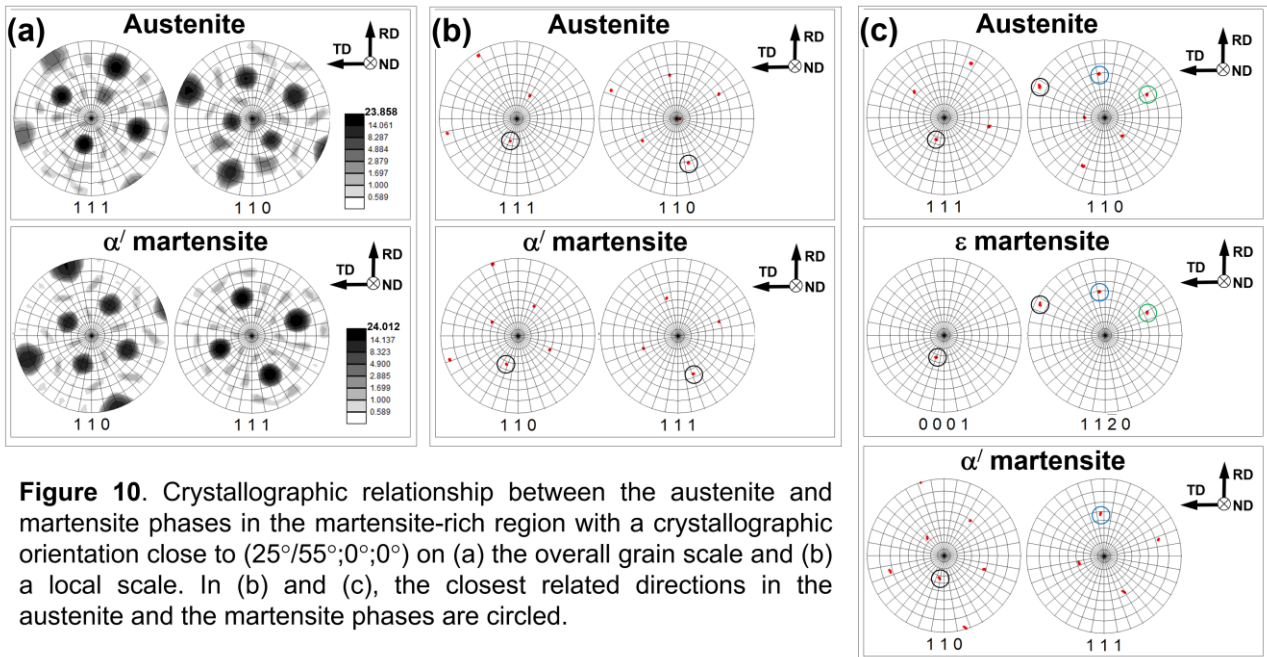 (a)
Austenite
RD
TD
ND
23.858
14.061
8.287
4.884
2.879
1.697
1.000
0.589
1 1 1
1 1 0
α′ martensite
RD
TD
ND
24.012
14.137
8.323
4.900
2.885
1.699
1.000
0.589
1 1 0
1 1 1
(b)
Austenite
RD
TD
ND
1 1 1
1 1 0
α′ martensite
RD
TD
ND
1 1 0
1 1 1
(c)
Austenite
RD
TD
ND
1 1 1
1 1 0
ε martensite
RD
TD
ND
0 0 0 1
1 1 2̅ 0
α′ martensite
RD
TD
ND
1 1 0
1 1 1
Figure 10. Crystallographic relationship between the austenite and
martensite phases in the martensite-rich region with a crystallographic
orientation close to (25°/55°;0°;0°) on (a) the overall grain scale and (b)
a local scale. In (b) and (c), the closest related directions in the
austenite and the martensite phases are circled.